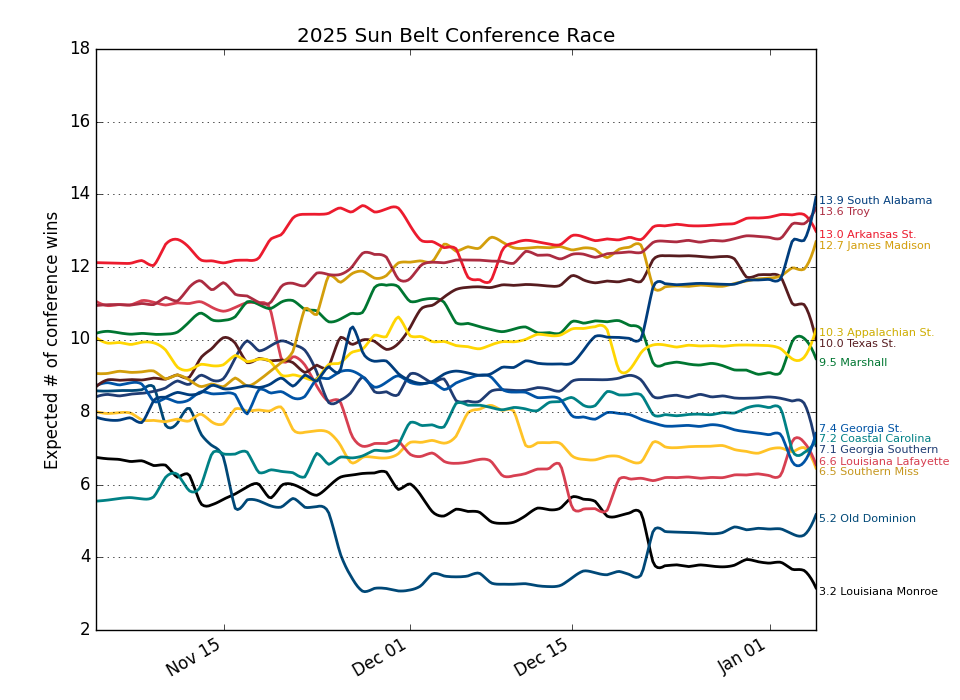 2025 Sun Belt Conference Race
Expected # of conference wins
18
16
14
12
10
8
6
4
2
Nov 15
Dec 01
Dec 15
Jan 01
13.9 South Alabama
13.6 Troy
13.0 Arkansas St.
12.7 James Madison
10.3 Appalachian St.
10.0 Texas St.
9.5 Marshall
7.4 Georgia St.
7.2 Coastal Carolina
7.1 Georgia Southern
6.6 Louisiana Lafayette
6.5 Southern Miss
5.2 Old Dominion
3.2 Louisiana Monroe